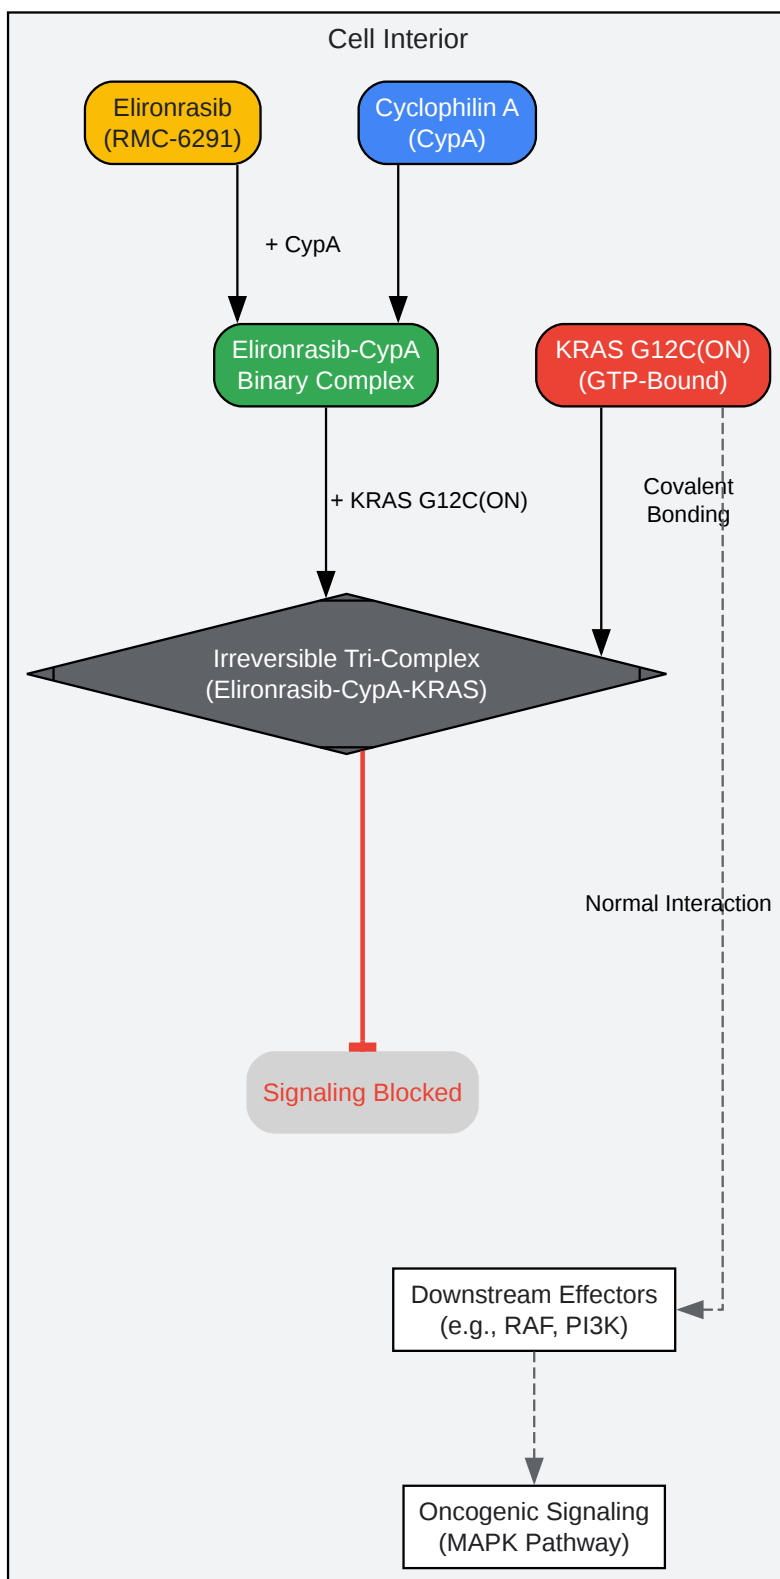 Cell Interior
Elironrasib
(RMC-6291)
Cyclophilin A
(CypA)
+ CypA
Elironrasib-CypA
Binary Complex
KRAS G12C(ON)
(GTP-Bound)
+ KRAS G12C(ON)
Covalent
Bonding
Irreversible Tri-Complex
(Elironrasib-CypA-KRAS)
Normal Interaction
Signaling Blocked
Downstream Effectors
(e.g., RAF, PI3K)
Oncogenic Signaling
(MAPK Pathway)